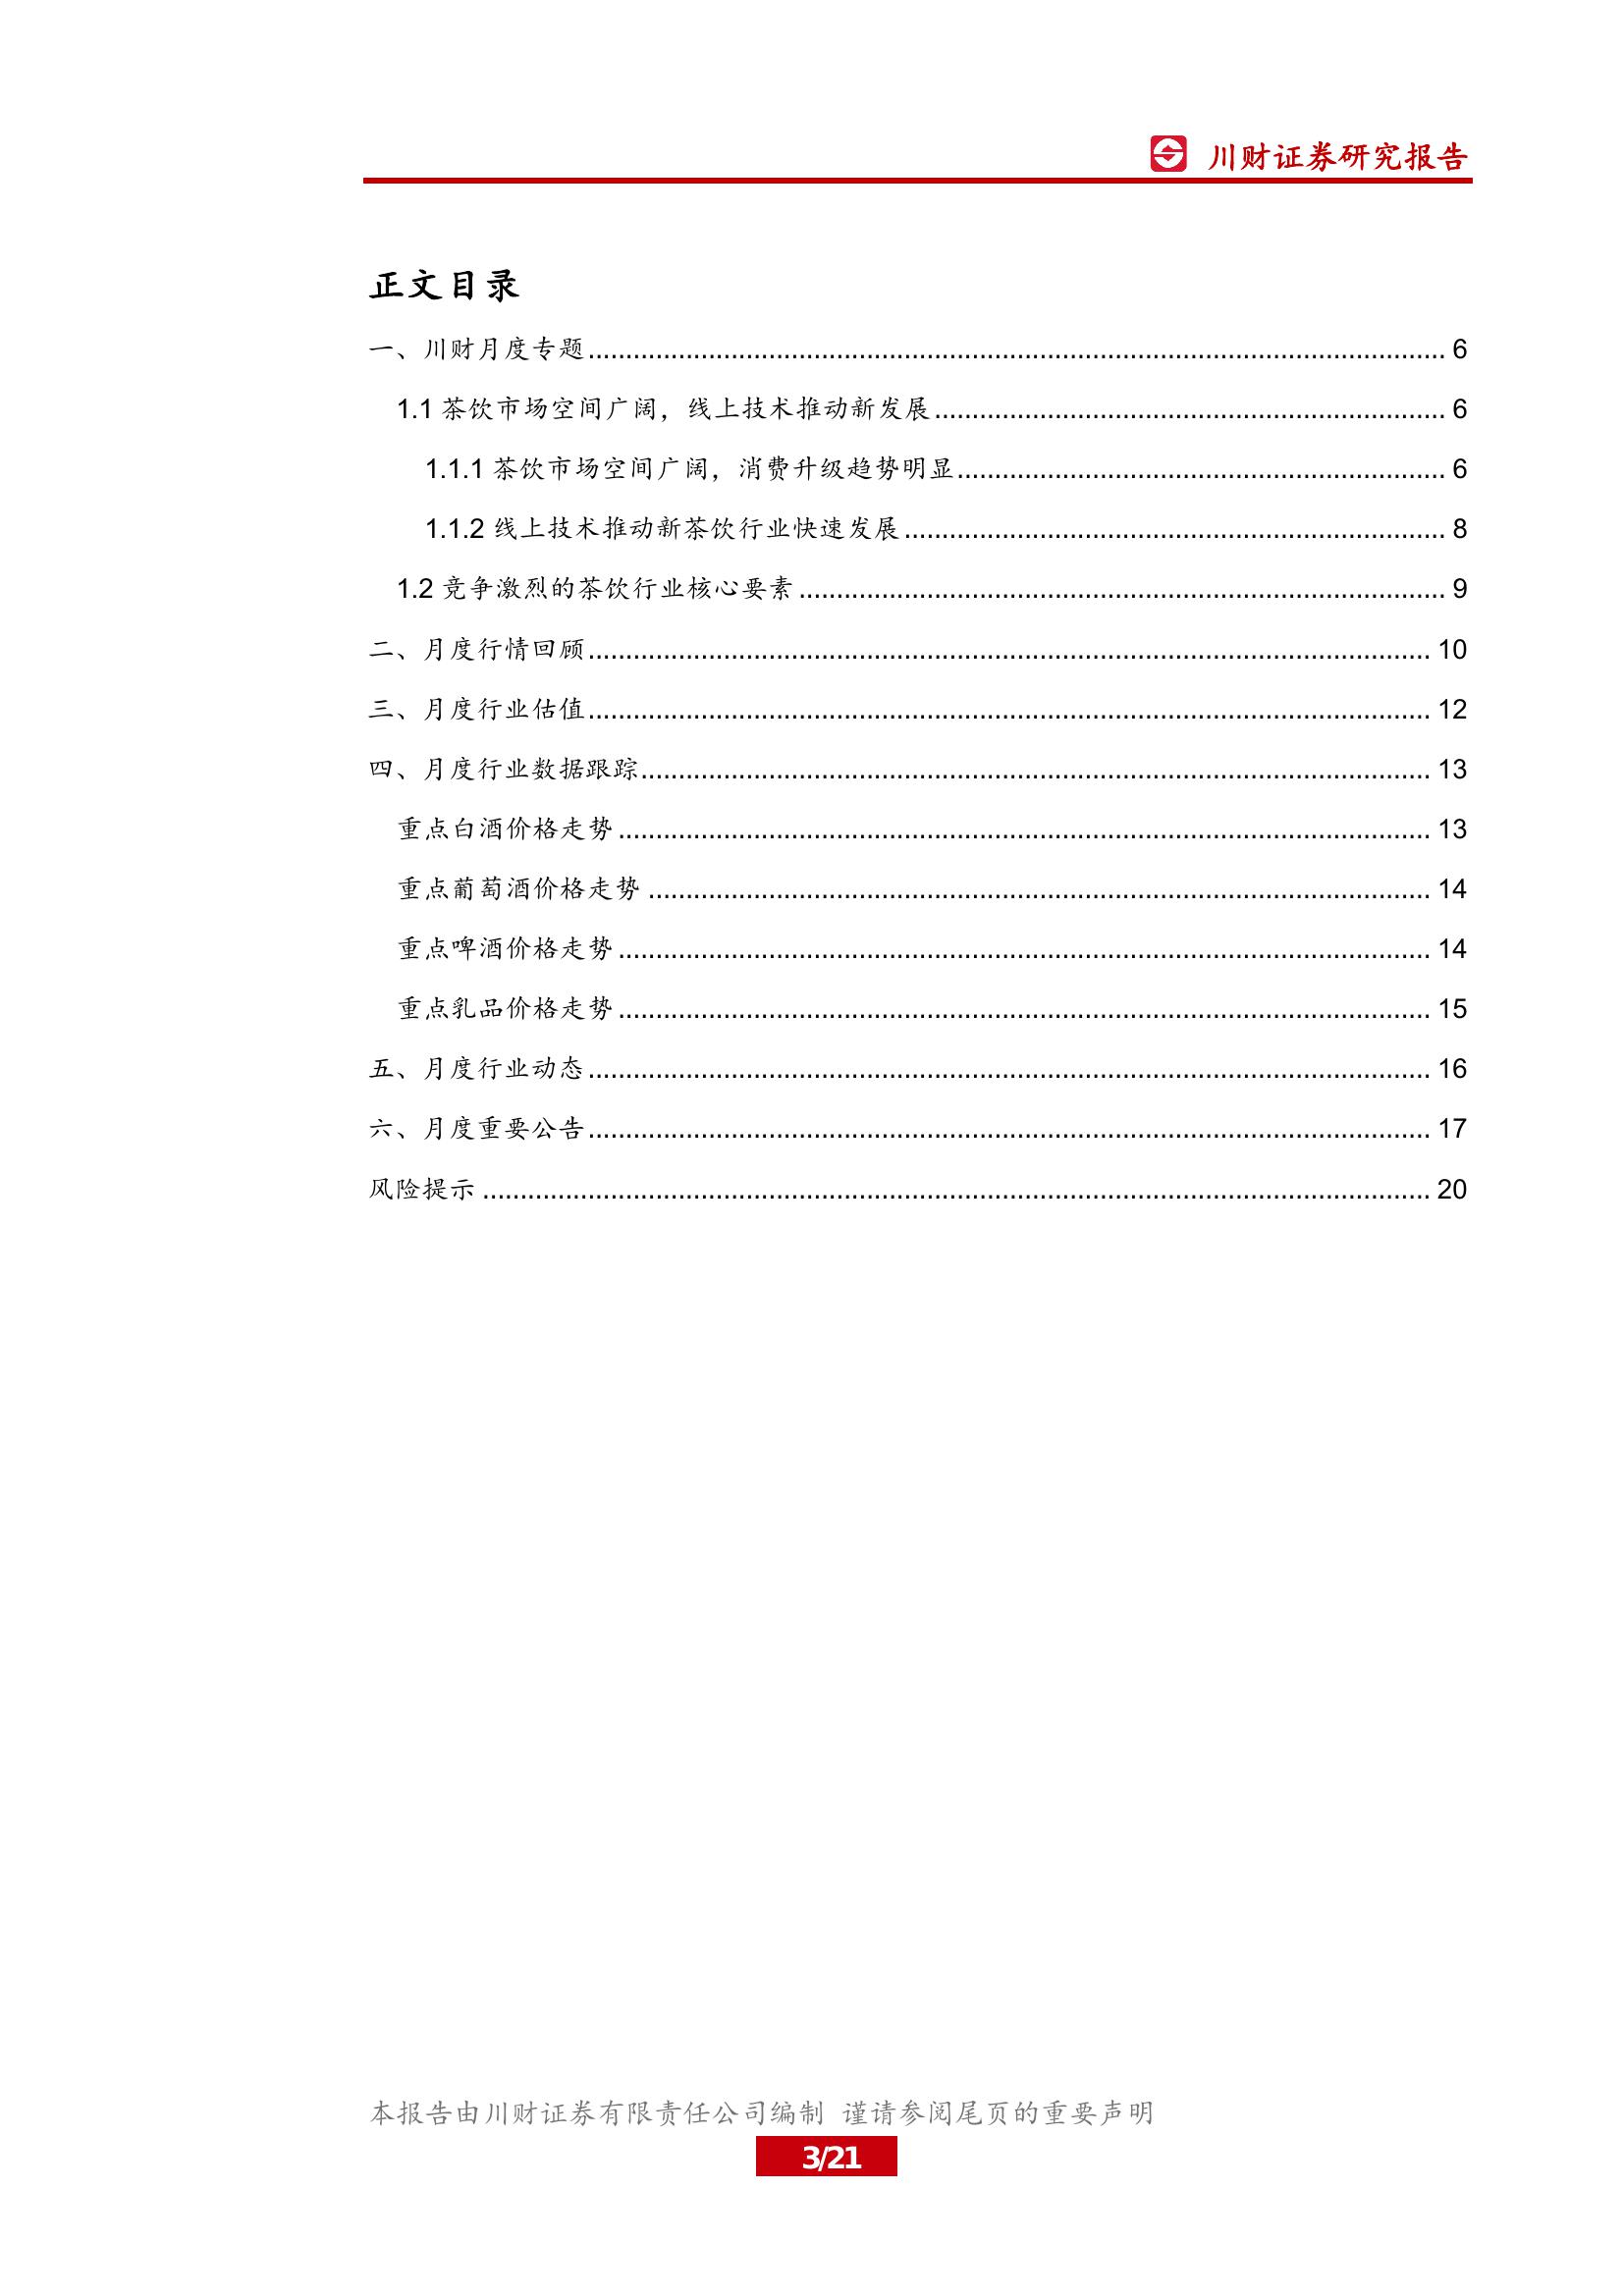 川财证券研究报告
正文目录
一、川财月度专题........................................ 6
1.1 茶饮市场空间广阔，线上技术推动新发展........................................ 6
1.1.1 茶饮市场空间广阔，消费升级趋势明显........................................ 6
1.1.2 线上技术推动新茶饮行业快速发展........................................ 8
1.2 竞争激烈的茶饮行业核心要素........................................ 9
二、月度行情回顾........................................ 10
三、月度行业估值........................................ 12
四、月度行业数据跟踪........................................ 13
重点白酒价格走势........................................ 13
重点葡萄酒价格走势........................................ 14
重点啤酒价格走势........................................ 14
重点乳品价格走势........................................ 15
五、月度行业动态........................................ 16
六、月度重要公告........................................ 17
风险提示........................................ 20
本报告由川财证券有限责任公司编制 谨请参阅尾页的重要声明
3/21